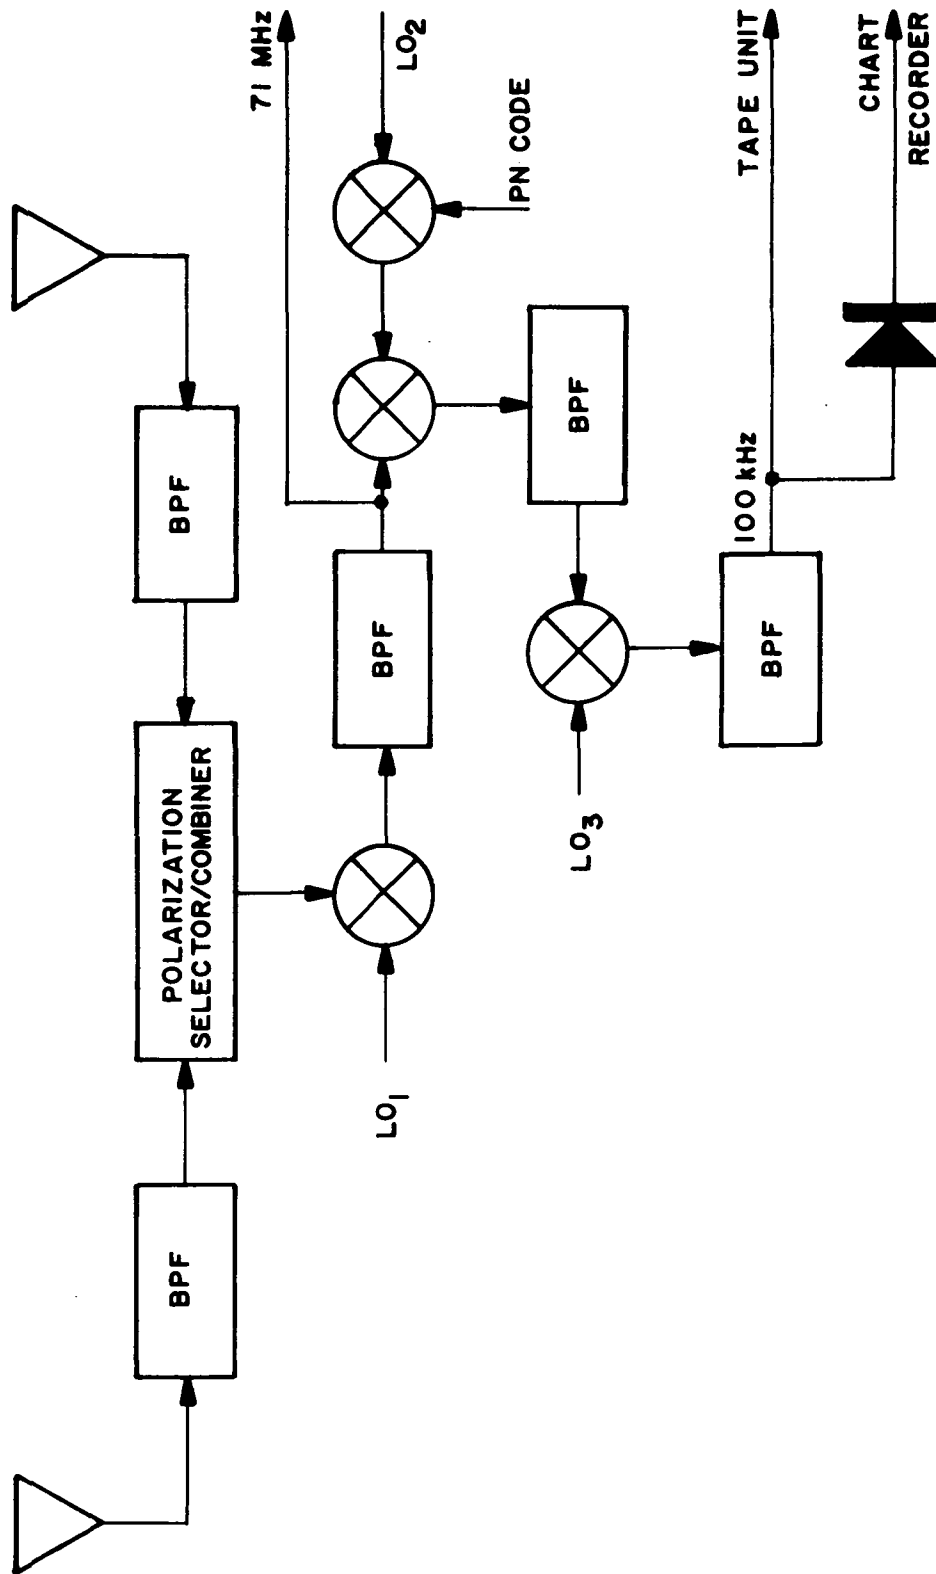 BPF
POLARIZATION
SELECTOR/COMBINER
BPF
71 MHz
LO1
BPF
LO2
PN CODE
BPF
LO3
100 kHz
BPF
TAPE UNIT
CHART
RECORDER